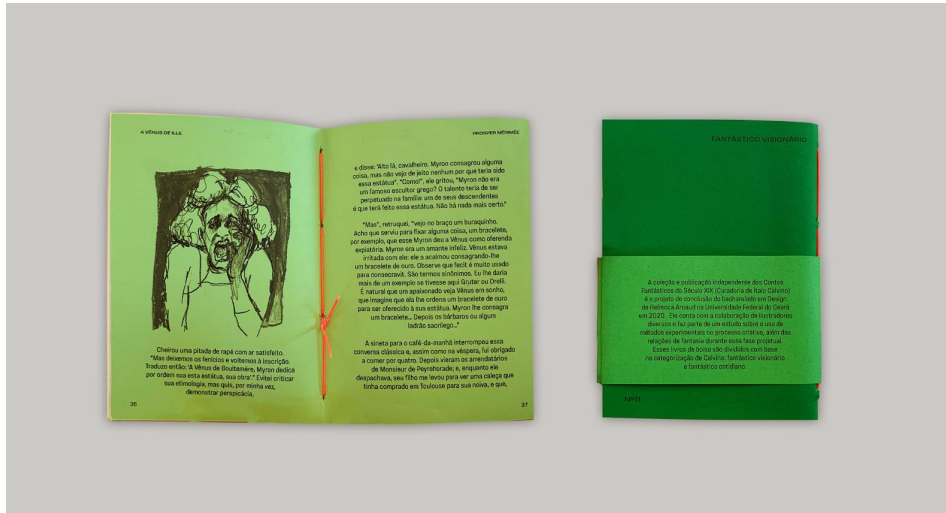 A VÊNUS DE ILLE
Cheirou uma pitada de rapé com ar satisfeito.
"Mas deixemos os fenícios e voltemos à inscrição.
Traduzo então: 'A Vênus de Boulternère, Myron dedica
por ordem sua esta estátua, sua obra'." Evitei criticar
sua etimologia, mas quis, por minha vez,
demonstrar perspicácia,
36
PROSPER MÉRIMÉE
e disse: "Alto lá, cavalheiro. Myron consagrou alguma
coisa, mas não vejo de jeito nenhum por que teria sido
essa estátua". "Como!", ele gritou, "Myron não era
um famoso escultor grego? O talento teria de ser
perpetuado na família: um de seus descendentes
é que terá feito essa estátua. Não há nada mais certo."
"Mas", retruquei, "vejo no braço um buraquinho.
Acho que serviu para fixar alguma coisa, um bracelete,
por exemplo, que esse Myron deu a Vênus como oferenda
expiatória. Myron era um amante infeliz. Vênus estava
irritada com ele: ele a acalmou consagrando-lhe
um bracelete de ouro. Observe que fecit é muito usado
para consecravit. São termos sinônimos. Eu lhe daria
mais de um exemplo se tivesse aqui Grutar ou Orelli.
É natural que um apaixonado veja Vênus em sonho,
que imagine que ela lhe ordena um bracelete de ouro
para ser oferecido à sua estátua. Myron lhe consagra
um bracelete... Depois os bárbaros ou algum
ladrão sacrílego..."
A sineta para o café-da-manhã interrompeu essa
conversa clássica e, assim como na véspera, fui obrigado
a comer por quatro. Depois vieram os arrendatários
de Monsieur de Peyrehorade; e, enquanto ele
despachava, seu filho me levou para ver uma caleça que
tinha comprado em Toulouse para sua noiva, e que,
37
FANTÁSTICO VISIONÁRIO
A coleção e publicação independente dos Contos
Fantásticos do Século XIX (Curadoria de Italo Calvino)
é o projeto de conclusão do bacharelado em Design
de Rebecca Arnaud na Universidade Federal do Ceará
em 2020. Ele conta com a colaboração de ilustradores
diversos e faz parte de um estudo sobre o uso de
métodos experimentais no processo criativo, além das
relações de fantasia durante essa fase projetual.
Esses livros de bolso são dividiris com base
na categorização de Calvino: fantástico visionário
e fantástico cotidiano.